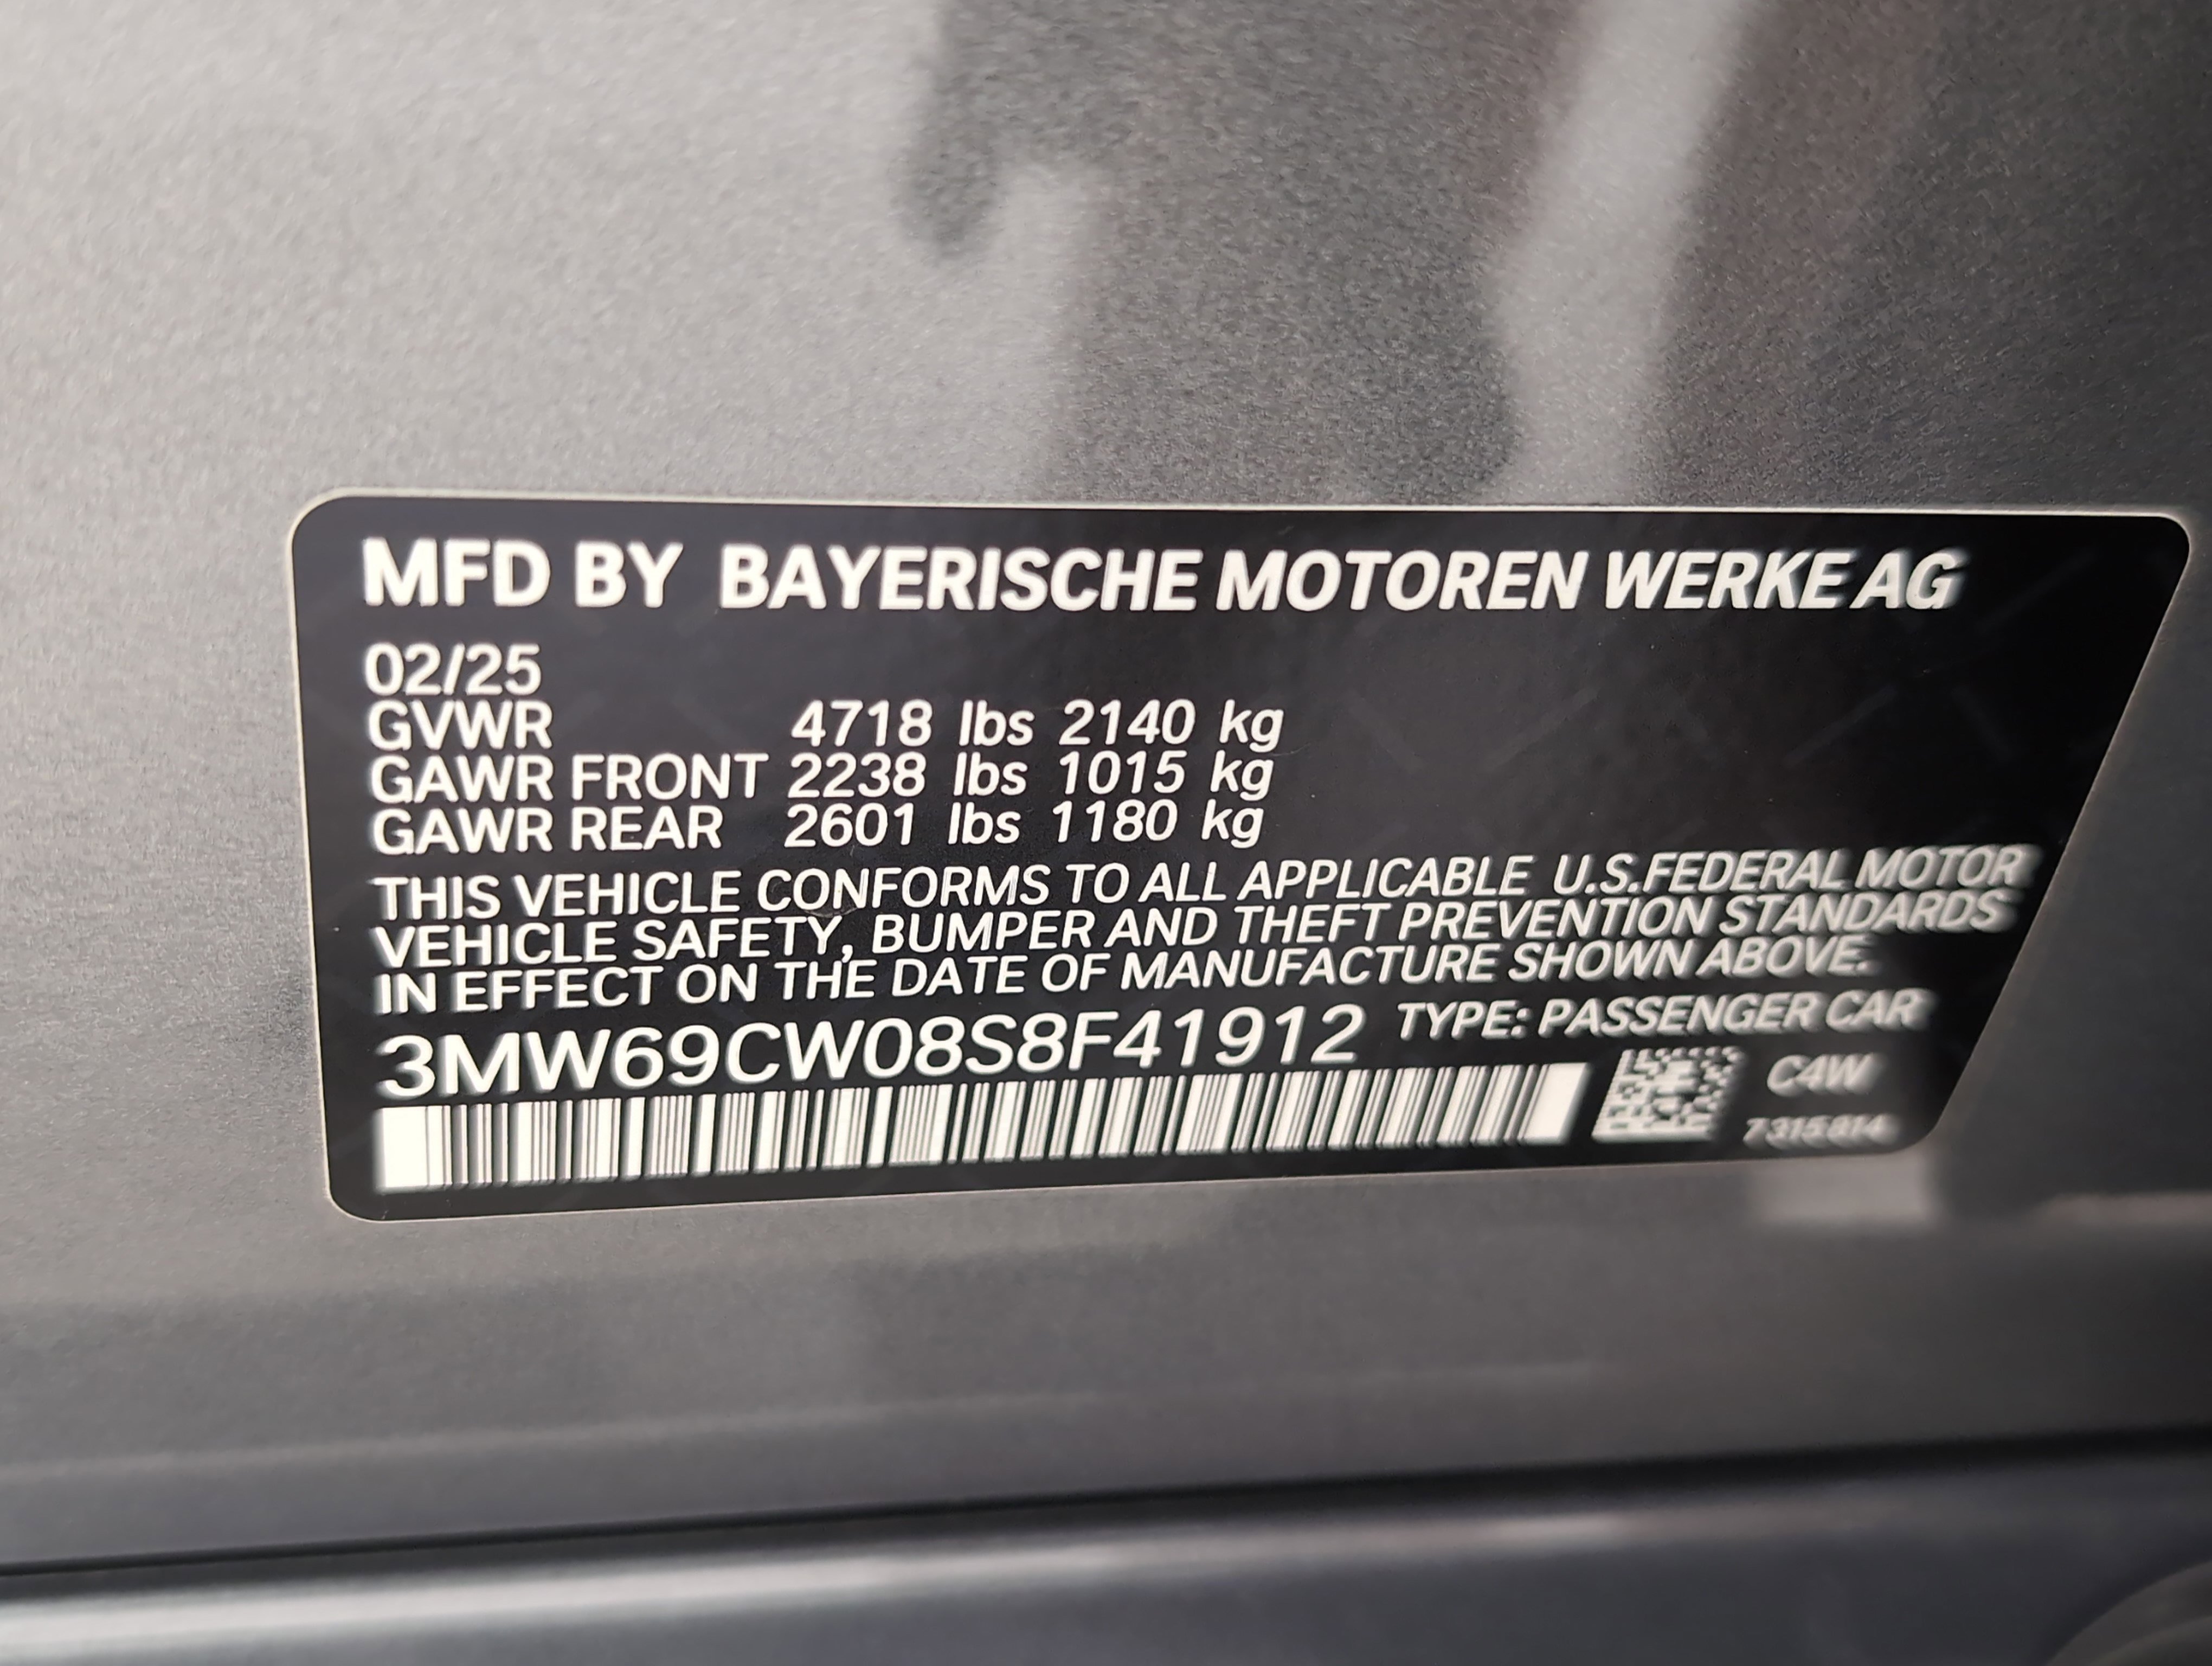 MFD BY BAYERISCHE MOTOREN WERKE AG
02/25
GVWR 4718 lbs 2140 kg
GAWR FRONT 2238 lbs 1015 kg
GAWR REAR 2601 lbs 1180 kg
THIS VEHICLE CONFORMS TO ALL APPLICABLE U.S.FEDERAL MOTOR
VEHICLE SAFETY, BUMPER AND THEFT PREVENTION STANDARDS
IN EFFECT ON THE DATE OF MANUFACTURE SHOWN ABOVE.
3MW69CW08S8F41912 TYPE: PASSENGER CAR
C4W
7315814